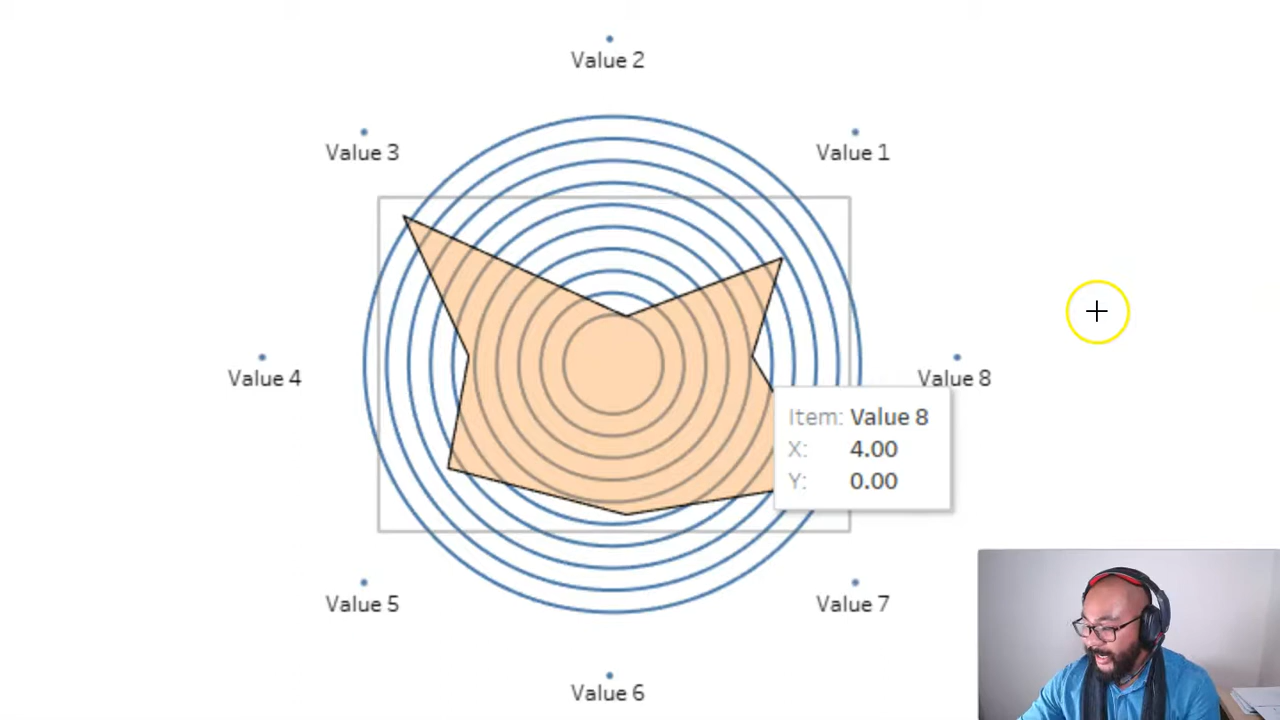 Value 2
Value 3
Value 1
Value 4
Value 8
Item: Value 8
X: 4.00
Y: 0.00
Value 5
Value 7
Value 6